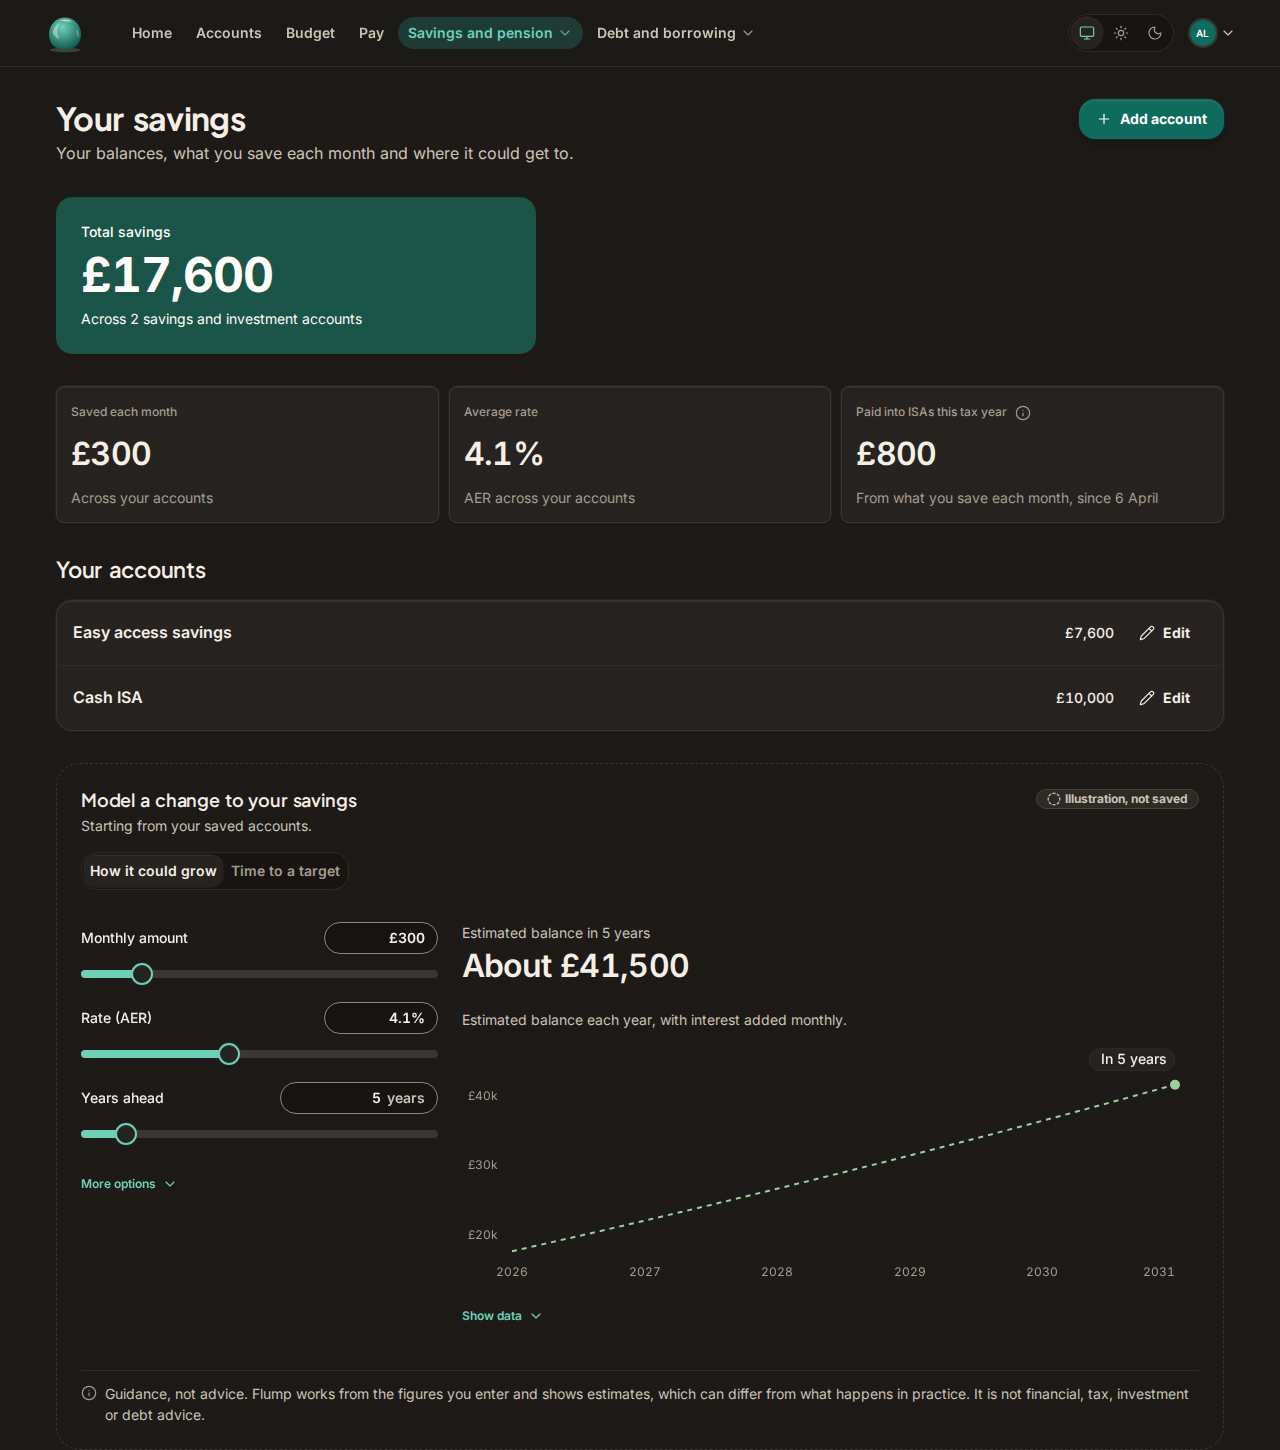 Home Accounts Budget Pay Savings and pension Debt and borrowing AL
Your savings
Add account
Your balances, what you save each month and where it could get to.
Total savings
£17,600
Across 2 savings and investment accounts
Saved each month
£300
Across your accounts
Average rate
4.1%
AER across your accounts
Paid into ISAs this tax year
£800
From what you save each month, since 6 April
Your accounts
Easy access savings £7,600 Edit
Cash ISA £10,000 Edit
Model a change to your savings
Illustration, not saved
Starting from your saved accounts.
How it could grow Time to a target
Monthly amount £300
Rate (AER) 4.1%
Years ahead 5 years
More options
Estimated balance in 5 years
About £41,500
Estimated balance each year, with interest added monthly.
In 5 years
£40k
£30k
£20k
2026 2027 2028 2029 2030 2031
Show data
Guidance, not advice. Flump works from the figures you enter and shows estimates, which can differ from what happens in practice. It is not financial, tax, investment
or debt advice.